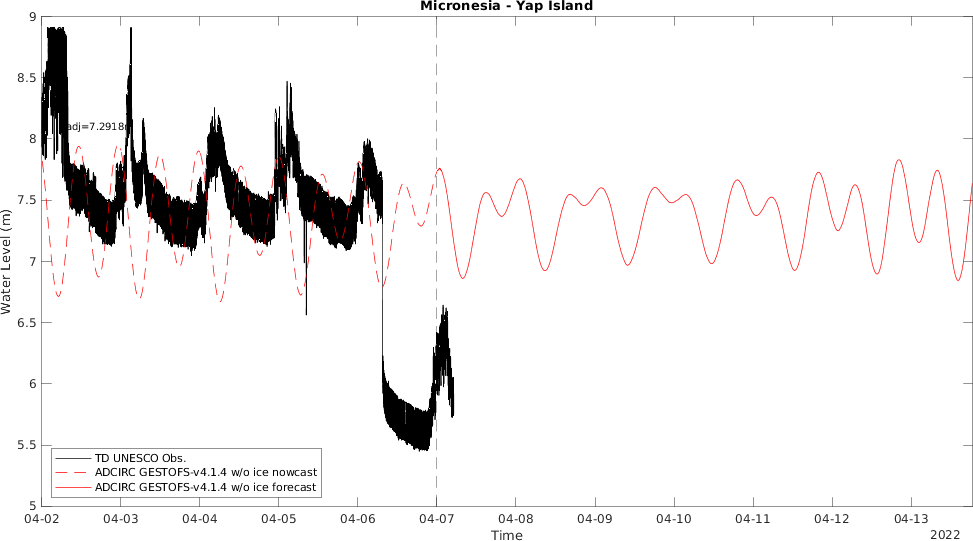 Micronesia - Yap Island
Water Level (m)
9
8.5
8
7.5
7
6.5
6
5.5
5
adj=7.2918
TD UNESCO Obs.
ADCIRC GESTOFS-v4.1.4 w/o ice nowcast
ADCIRC GESTOFS-v4.1.4 w/o ice forecast
04-02 04-03 04-04 04-05 04-06 04-07 04-08 04-09 04-10 04-11 04-12 04-13
Time
2022